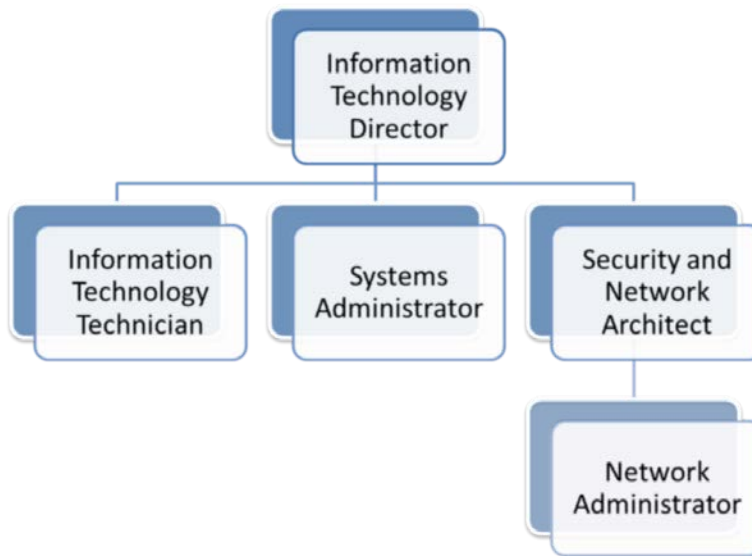 Information
Technology
Director
Information
Technology
Technician
Systems
Administrator
Security and
Network
Architect
Network
Administrator